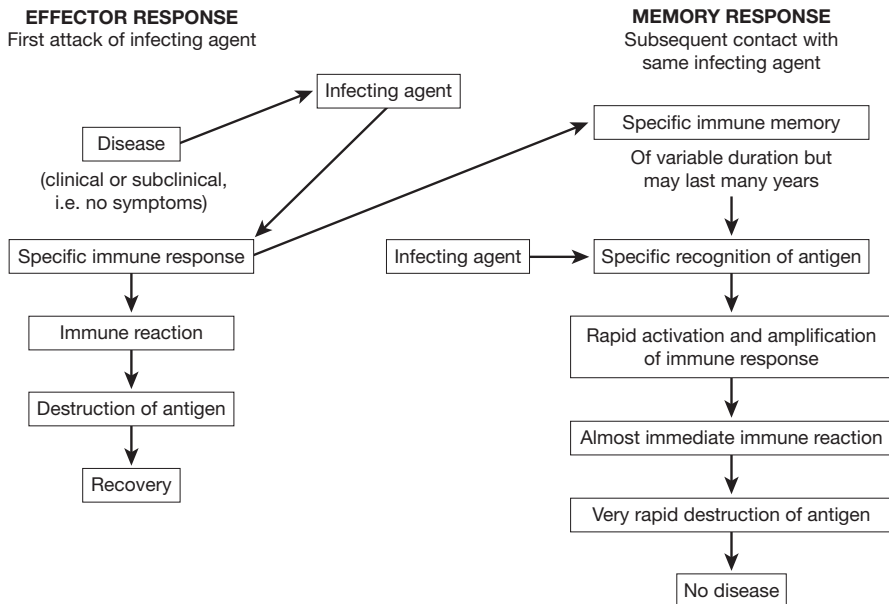 EFFECTOR RESPONSE
First attack of infecting agent
Infecting agent
Disease
(clinical or subclinical,
i.e. no symptoms)
Specific immune response
Immune reaction
Destruction of antigen
Recovery
MEMORY RESPONSE
Subsequent contact with
same infecting agent
Specific immune memory
Of variable duration but
may last many years
Infecting agent
Specific recognition of antigen
Rapid activation and amplification
of immune response
Almost immediate immune reaction
Very rapid destruction of antigen
No disease